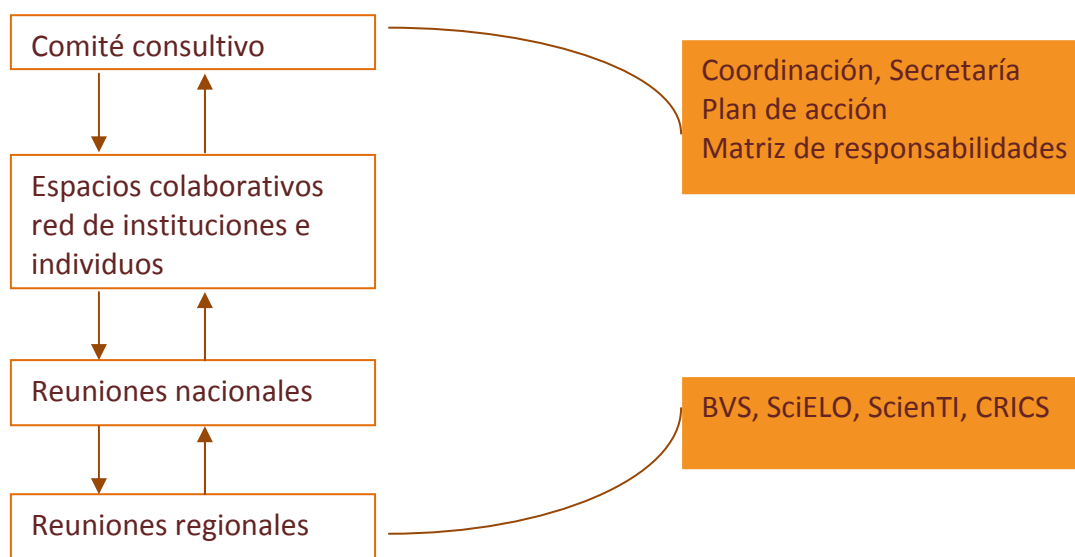 Comité consultivo
Coordinación, Secretaría
Plan de acción
Matriz de responsabilidades
Espacios colaborativos
red de instituciones e
individuos
Reuniones nacionales
BVS, SciELO, ScienTI, CRICS
Reuniones regionales